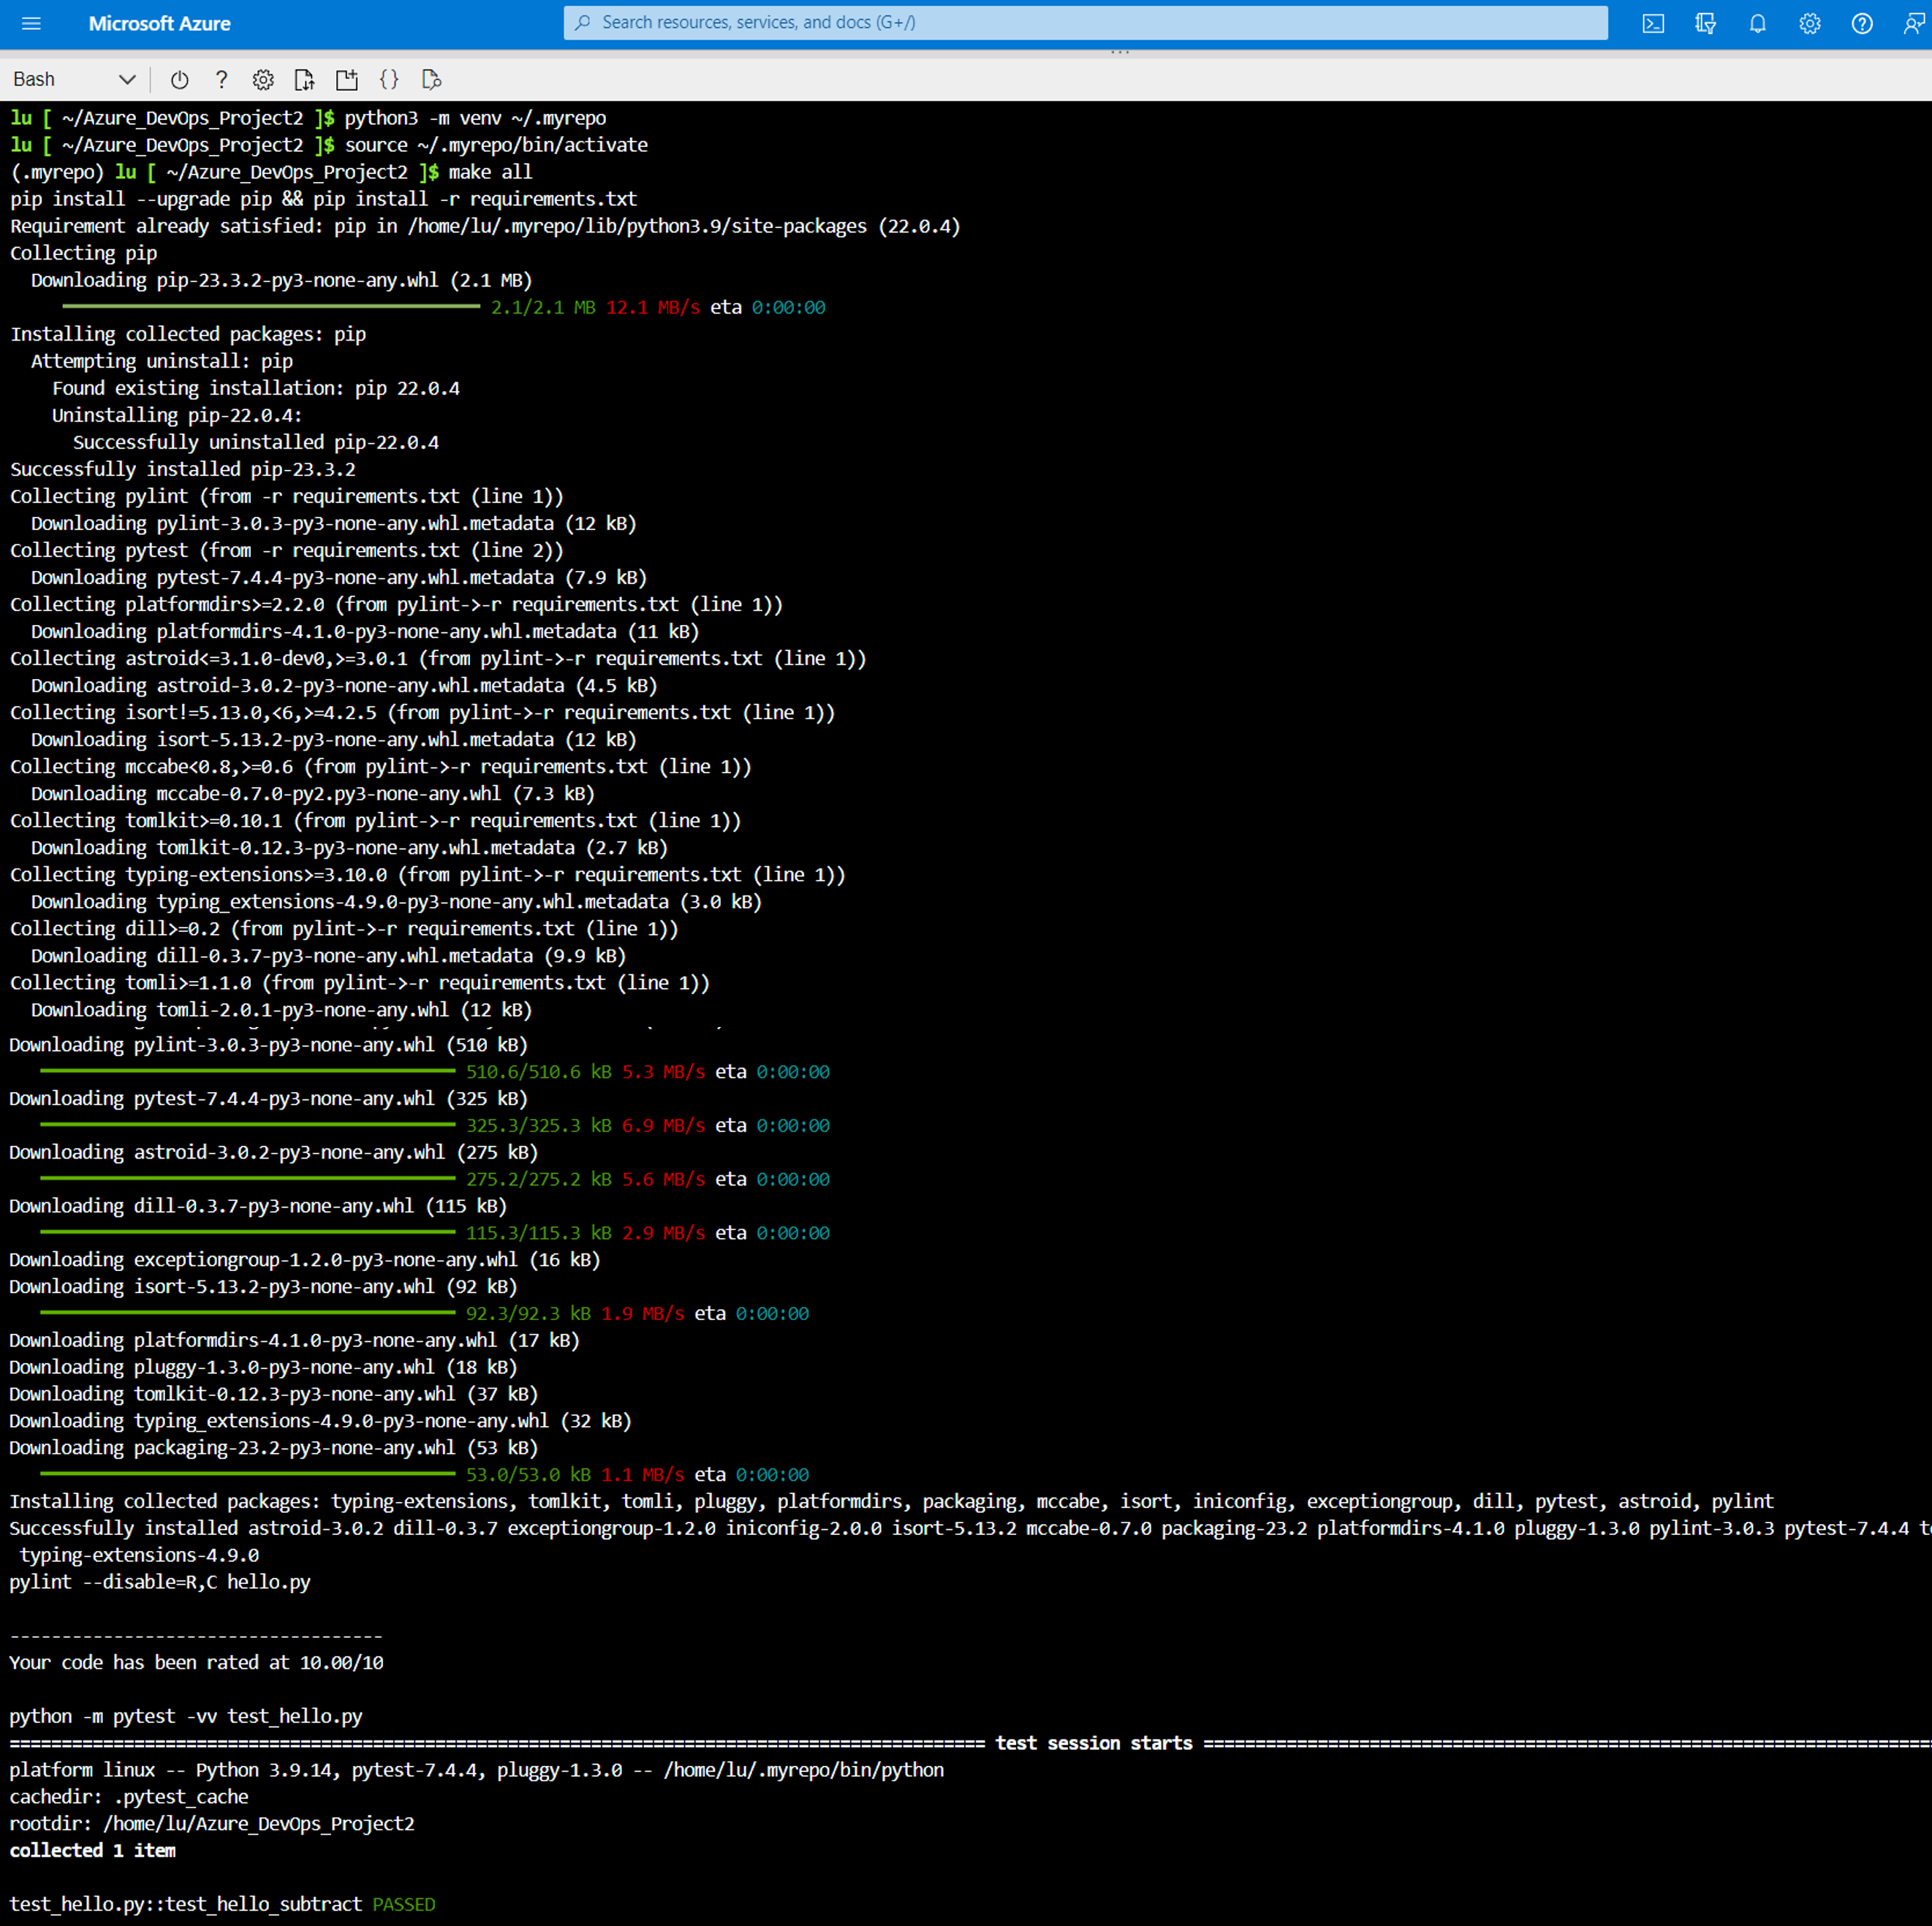 Microsoft Azure
Search resources, services, and docs (G+/)
Bash
lu [ ~/Azure_DevOps_Project2 ]$ python3 -m venv ~/.myrepo
lu [ ~/Azure_DevOps_Project2 ]$ source ~/.myrepo/bin/activate
(.myrepo) lu [ ~/Azure_DevOps_Project2 ]$ make all
pip install --upgrade pip && pip install -r requirements.txt
Requirement already satisfied: pip in /home/lu/.myrepo/lib/python3.9/site-packages (22.0.4)
Collecting pip
Downloading pip-23.3.2-py3-none-any.whl (2.1 MB)
2.1/2.1 MB 12.1 MB/s eta 0:00:00
Installing collected packages: pip
Attempting uninstall: pip
Found existing installation: pip 22.0.4
Uninstalling pip-22.0.4:
Successfully uninstalled pip-22.0.4
Successfully installed pip-23.3.2
Collecting pylint (from -r requirements.txt (line 1))
Downloading pylint-3.0.3-py3-none-any.whl.metadata (12 kB)
Collecting pytest (from -r requirements.txt (line 2))
Downloading pytest-7.4.4-py3-none-any.whl.metadata (7.9 kB)
Collecting platformdirs>=2.2.0 (from pylint->-r requirements.txt (line 1))
Downloading platformdirs-4.1.0-py3-none-any.whl.metadata (11 kB)
Collecting astroid<=3.1.0-dev0,>=3.0.1 (from pylint->-r requirements.txt (line 1))
Downloading astroid-3.0.2-py3-none-any.whl.metadata (4.5 kB)
Collecting isort!=5.13.0,<6,>=4.2.5 (from pylint->-r requirements.txt (line 1))
Downloading isort-5.13.2-py3-none-any.whl.metadata (12 kB)
Collecting mccabe<0.8,>=0.6 (from pylint->-r requirements.txt (line 1))
Downloading mccabe-0.7.0-py2.py3-none-any.whl (7.3 kB)
Collecting tomlkit>=0.10.1 (from pylint->-r requirements.txt (line 1))
Downloading tomlkit-0.12.3-py3-none-any.whl.metadata (2.7 kB)
Collecting typing-extensions>=3.10.0 (from pylint->-r requirements.txt (line 1))
Downloading typing_extensions-4.9.0-py3-none-any.whl.metadata (3.0 kB)
Collecting dill>=0.2 (from pylint->-r requirements.txt (line 1))
Downloading dill-0.3.7-py3-none-any.whl.metadata (9.9 kB)
Collecting tomli>=1.1.0 (from pylint->-r requirements.txt (line 1))
Downloading tomli-2.0.1-py3-none-any.whl (12 kB)
Downloading pylint-3.0.3-py3-none-any.whl (510 kB)
510.6/510.6 kB 5.3 MB/s eta 0:00:00
Downloading pytest-7.4.4-py3-none-any.whl (325 kB)
325.3/325.3 kB 6.9 MB/s eta 0:00:00
Downloading astroid-3.0.2-py3-none-any.whl (275 kB)
275.2/275.2 kB 5.6 MB/s eta 0:00:00
Downloading dill-0.3.7-py3-none-any.whl (115 kB)
115.3/115.3 kB 2.9 MB/s eta 0:00:00
Downloading exceptiongroup-1.2.0-py3-none-any.whl (16 kB)
Downloading isort-5.13.2-py3-none-any.whl (92 kB)
92.3/92.3 kB 1.9 MB/s eta 0:00:00
Downloading platformdirs-4.1.0-py3-none-any.whl (17 kB)
Downloading pluggy-1.3.0-py3-none-any.whl (18 kB)
Downloading tomlkit-0.12.3-py3-none-any.whl (37 kB)
Downloading typing_extensions-4.9.0-py3-none-any.whl (32 kB)
Downloading packaging-23.2-py3-none-any.whl (53 kB)
53.0/53.0 kB 1.1 MB/s eta 0:00:00
Installing collected packages: typing-extensions, tomlkit, tomli, pluggy, platformdirs, packaging, mccabe, isort, iniconfig, exceptiongroup, dill, pytest, astroid, pylint
Successfully installed astroid-3.0.2 dill-0.3.7 exceptiongroup-1.2.0 iniconfig-2.0.0 isort-5.13.2 mccabe-0.7.0 packaging-23.2 platformdirs-4.1.0 pluggy-1.3.0 pylint-3.0.3 pytest-7.4.4
typing-extensions-4.9.0
pylint --disable=R,C hello.py
------------------------------------
Your code has been rated at 10.00/10
python -m pytest -vv test_hello.py
============================================================================================== test session starts ======================================================================
platform linux -- Python 3.9.14, pytest-7.4.4, pluggy-1.3.0 -- /home/lu/.myrepo/bin/python
cachedir: .pytest_cache
rootdir: /home/lu/Azure_DevOps_Project2
collected 1 item
test_hello.py::test_hello_subtract PASSED